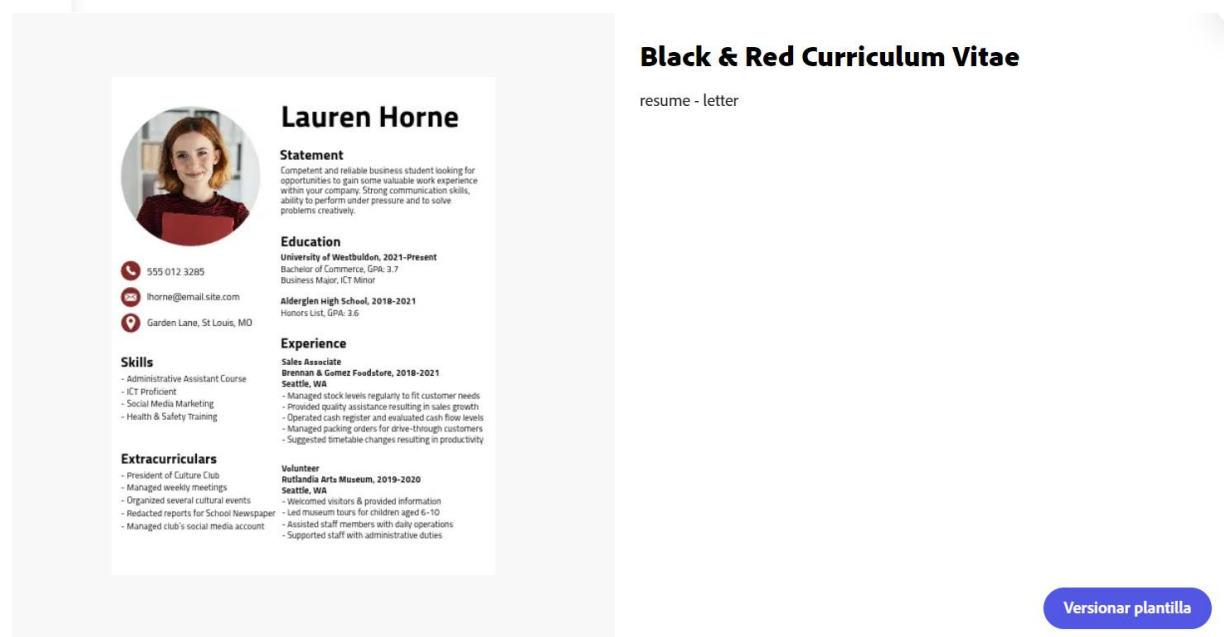 Black & Red Curriculum Vitae
resume - letter
Lauren Horne
Statement
Competent and reliable business student looking for
opportunities to gain some valuable work experience
within your company. Strong communication skills,
ability to perform under pressure and to solve
problems creatively.
Education
University of Westbuldon, 2021-Present
Bachelor of Commerce, GPA: 3.7
Business Major, ICT Minor
Alderglen High School, 2018-2021
Honors List, GPA: 3.6
Experience
Sales Associate
Brennan & Gomez Foodstore, 2018-2021
Seattle, WA
- Managed stock levels regularly to fit customer needs
- Provided quality assistance resulting in sales growth
- Operated cash register and evaluated cash flow levels
- Managed packing orders for drive-through customers
- Suggested timetable changes resulting in productivity
Volunteer
Rutlandia Arts Museum, 2019-2020
Seattle, WA
- Welcomed visitors & provided information
- Led museum tours for children aged 6-10
- Assisted staff members with daily operations
- Supported staff with administrative duties
555 012 3285
lhorne@email.site.com
Garden Lane, St Louis, MO
Skills
- Administrative Assistant Course
- ICT Proficient
- Social Media Marketing
- Health & Safety Training
Extracurriculars
- President of Culture Club
- Managed weekly meetings
- Organized several cultural events
- Redacted reports for School Newspaper
- Managed club's social media account
Versionar plantilla